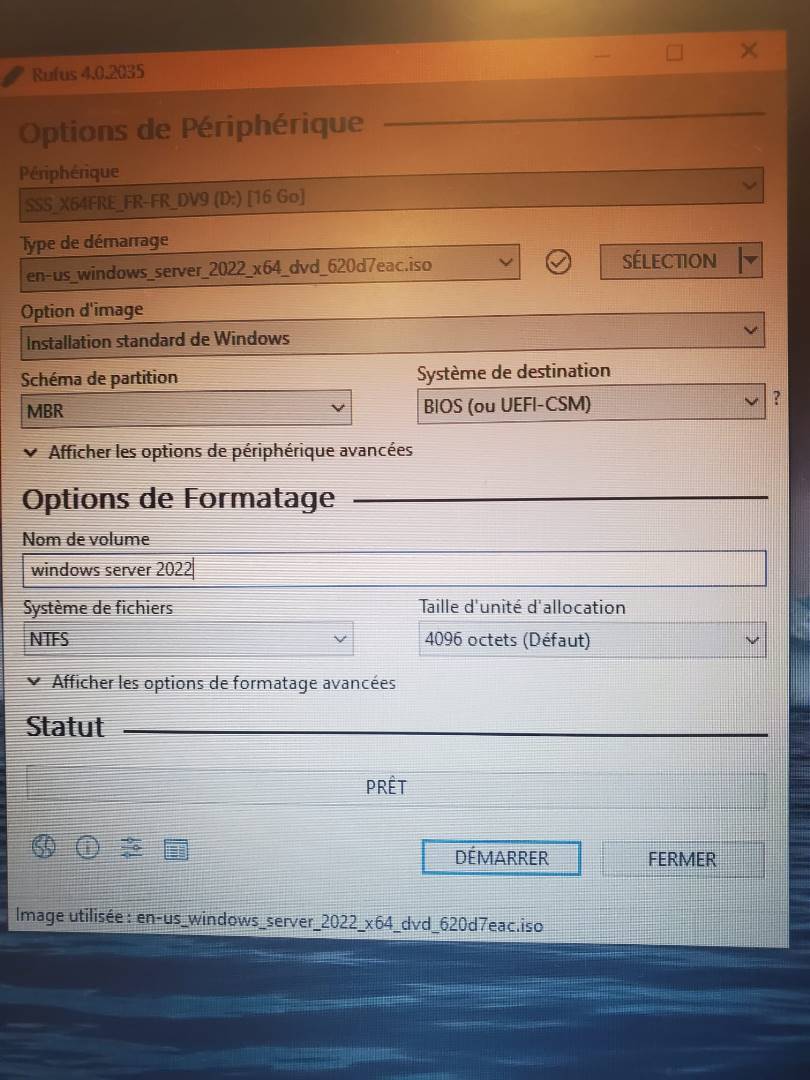 Rufus 4.0.2035
Options de Périphérique
Périphérique
SSS_X64FRE_FR-FR_DV9 (D:) [16 Go]
Type de démarrage
en-us_windows_server_2022_x64_dvd_620d7eac.iso
SÉLECTION
Option d'image
Installation standard de Windows
Schéma de partition
Système de destination
MBR
BIOS (ou UEFI-CSM)
?
Afficher les options de périphérique avancées
Options de Formatage
Nom de volume
windows server 2022
Système de fichiers
Taille d'unité d'allocation
NTFS
4096 octets (Défaut)
Afficher les options de formatage avancées
Statut
PRÊT
DÉMARRER
FERMER
Image utilisée : en-us_windows_server_2022_x64_dvd_620d7eac.iso